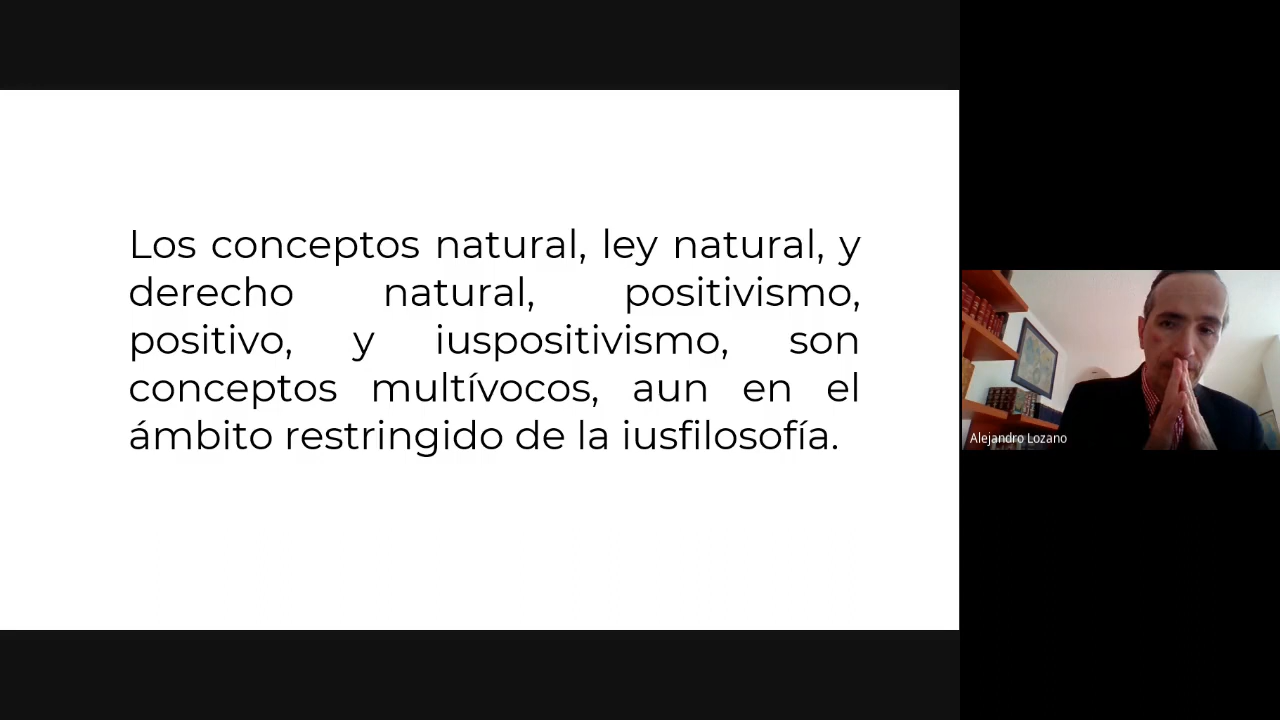 Los conceptos natural, ley natural, y
derecho natural, positivismo,
positivo, y iuspositivismo, son
conceptos multívocos, aun en el
ámbito restringido de la iusfilosofía.
Alejandro Lozano